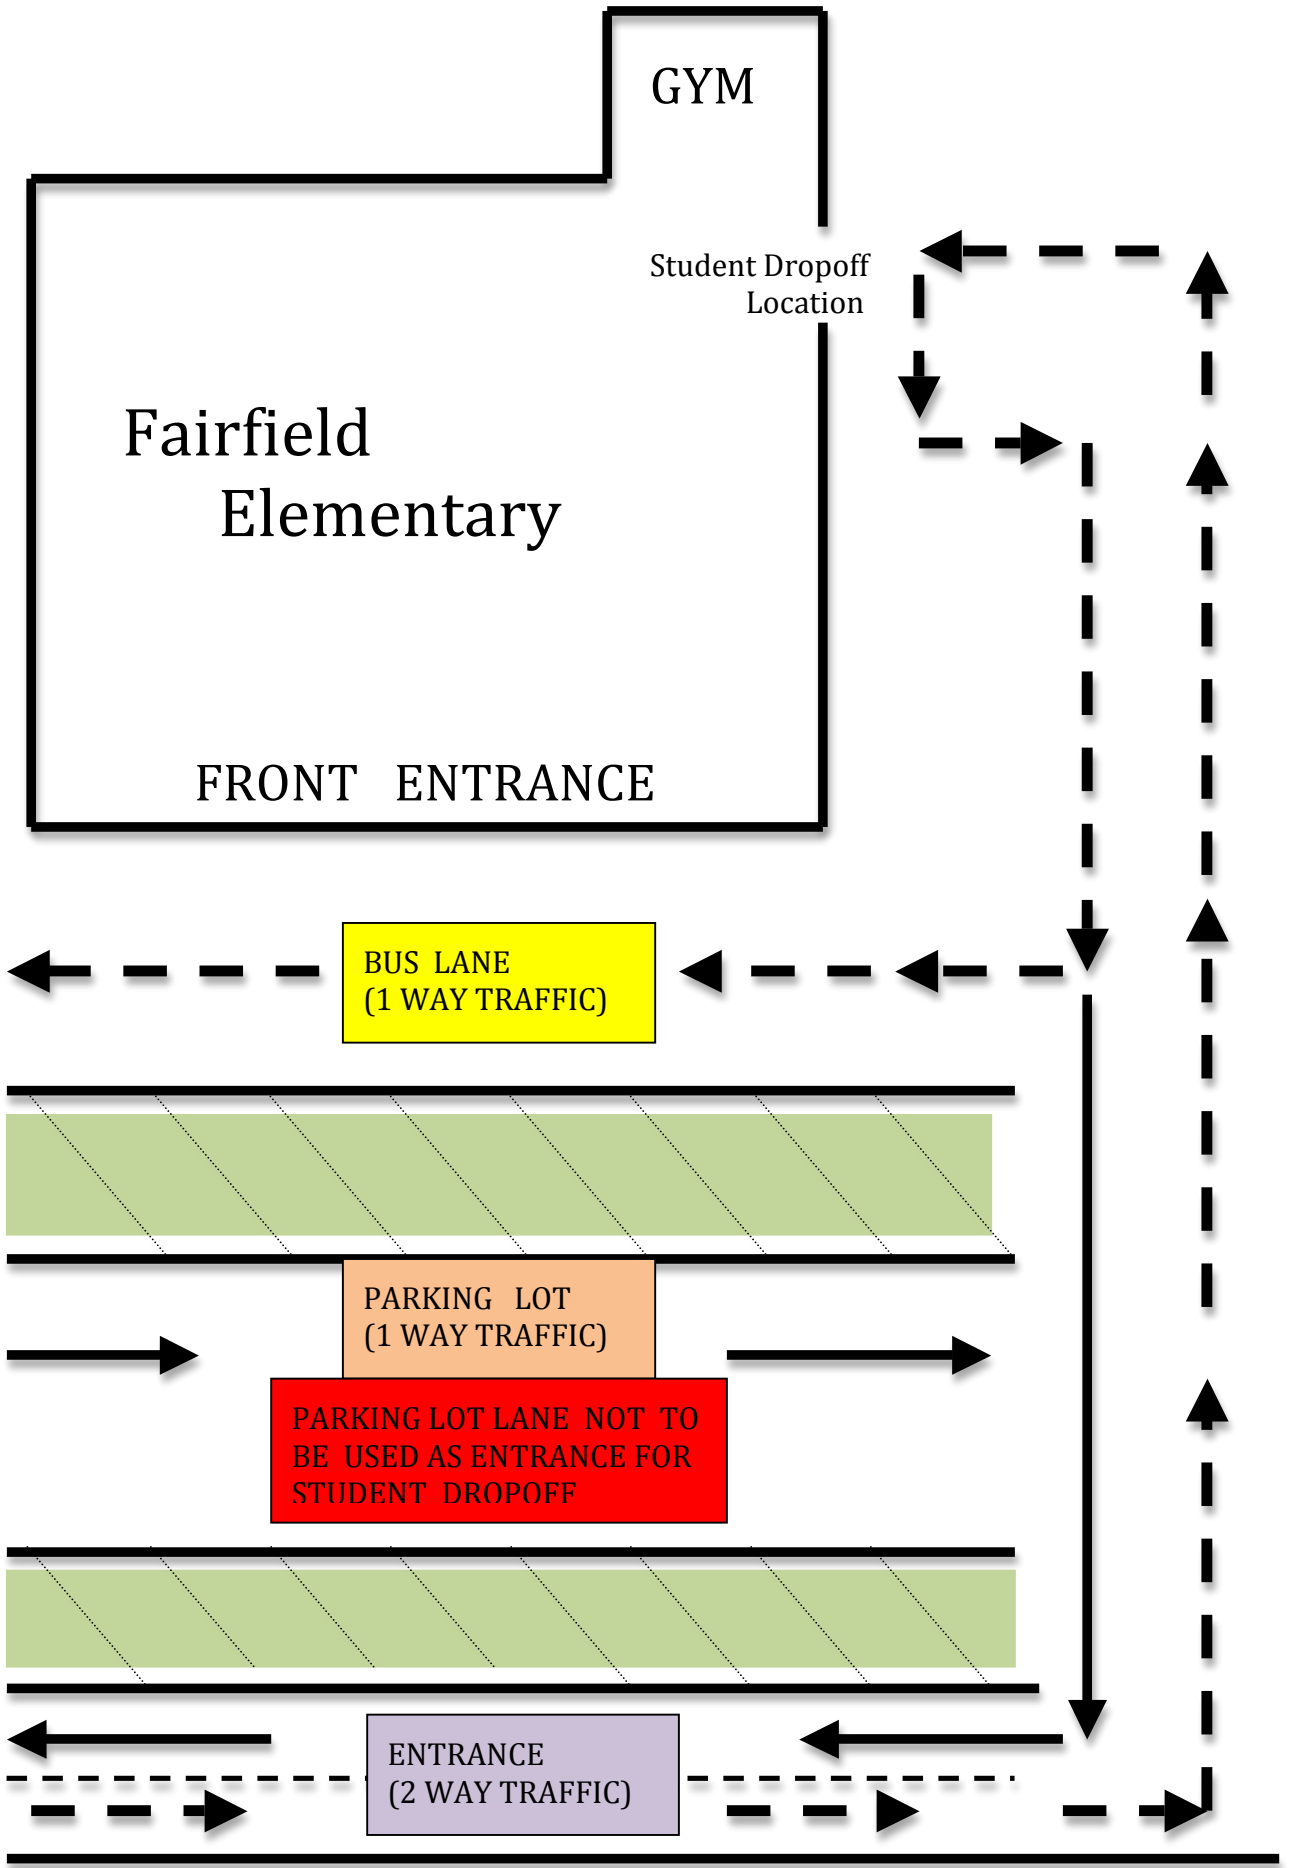 GYM
Student Dropoff
Location
Fairfield
Elementary
FRONT ENTRANCE
BUS LANE
(1 WAY TRAFFIC)
PARKING LOT
(1 WAY TRAFFIC)
PARKING LOT LANE NOT TO
BE USED AS ENTRANCE FOR
STUDENT DROPOFF
ENTRANCE
(2 WAY TRAFFIC)